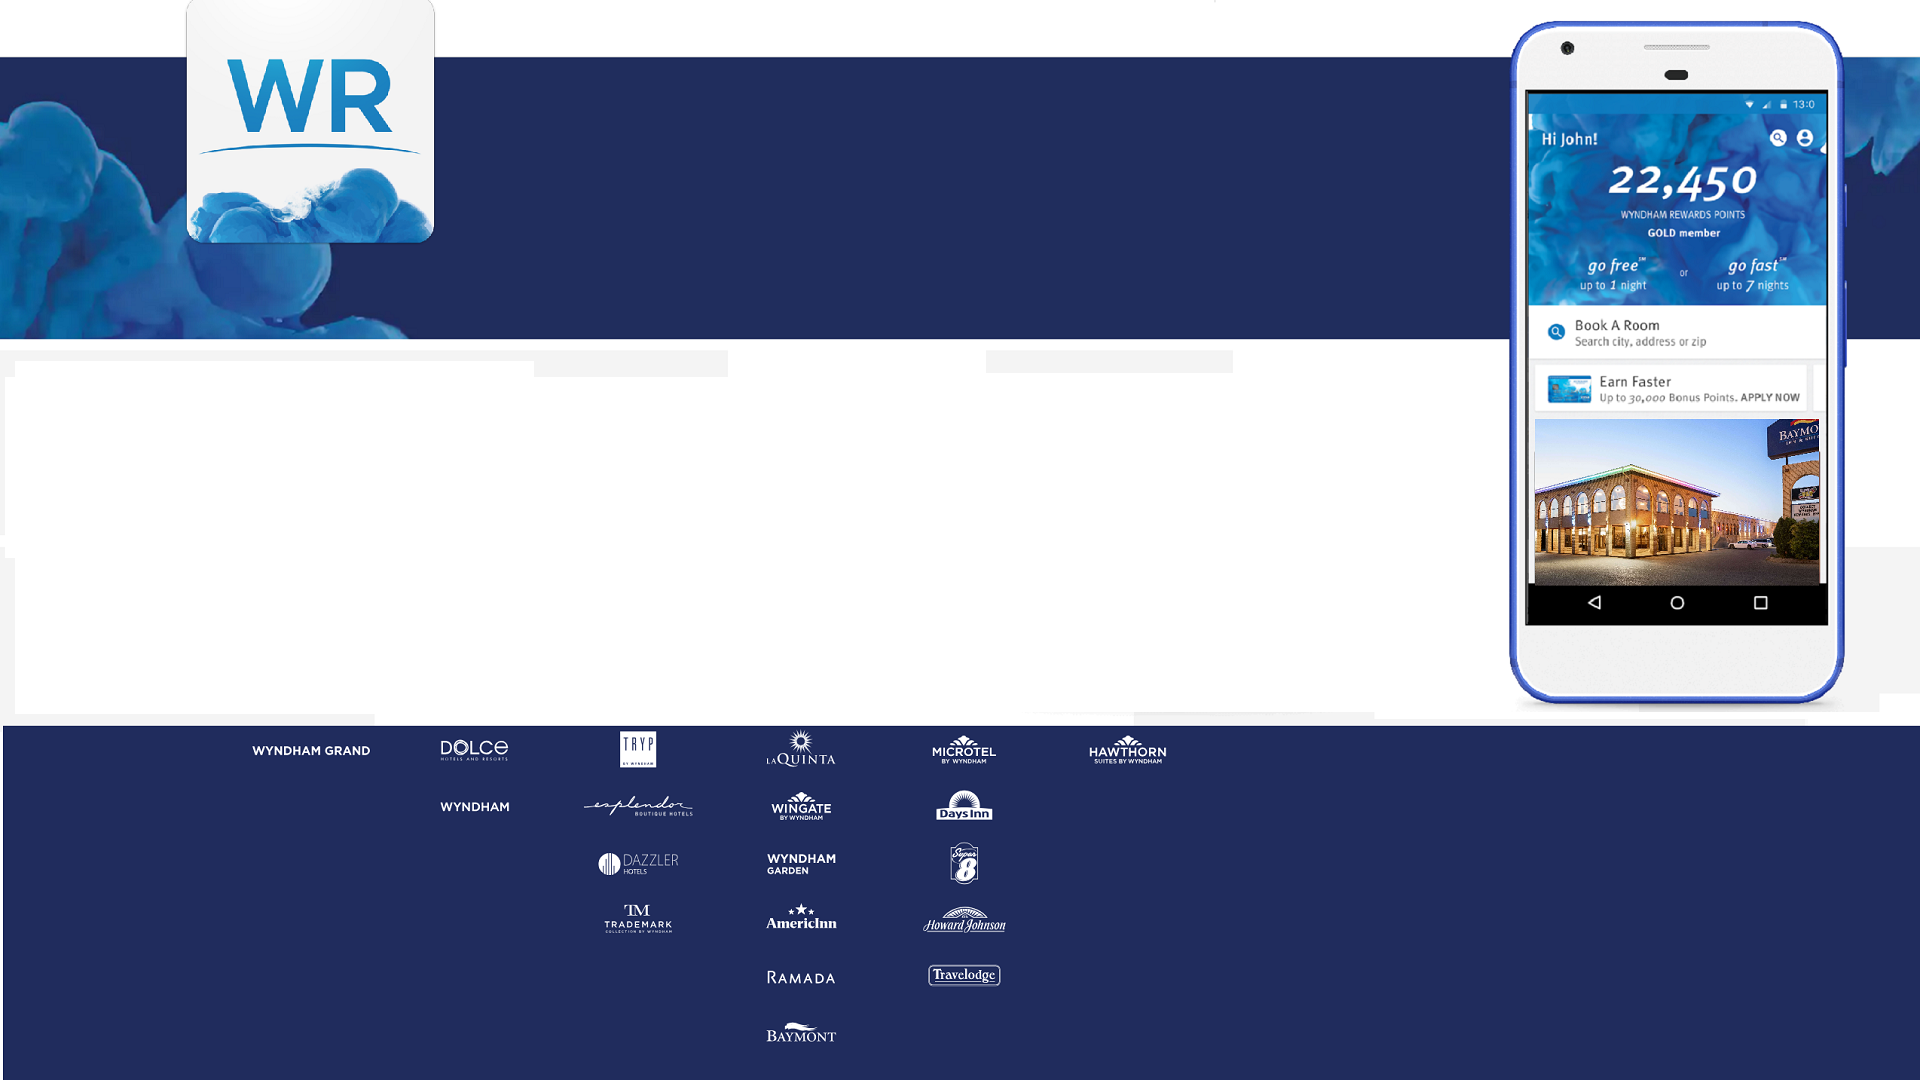 WR
13:0
Hi John!
22,450
WYNDHAM REWARDS POINTS
GOLD member
go free℠ or go fast℠
up to 1 night up to 7 nights
Book A Room
Search city, address or zip
Earn Faster
Up to 30,000 Bonus Points. APPLY NOW
BAYMO
WYNDHAM GRAND
DOLCE
HOTELS AND RESORTS
TRYP
BY WYNDHAM
LAQUINTA
MICROTEL
BY WYNDHAM
HAWTHORN
SUITES BY WYNDHAM
WYNDHAM
esplendor
BOUTIQUE HOTELS
WINGATE
BY WYNDHAM
Days Inn
DAZZLER
HOTELS
WYNDHAM
GARDEN
Super
8
TM
TRADEMARK
COLLECTION BY WYNDHAM
AmericInn
Howard Johnson
RAMADA
Travelodge
BAYMONT